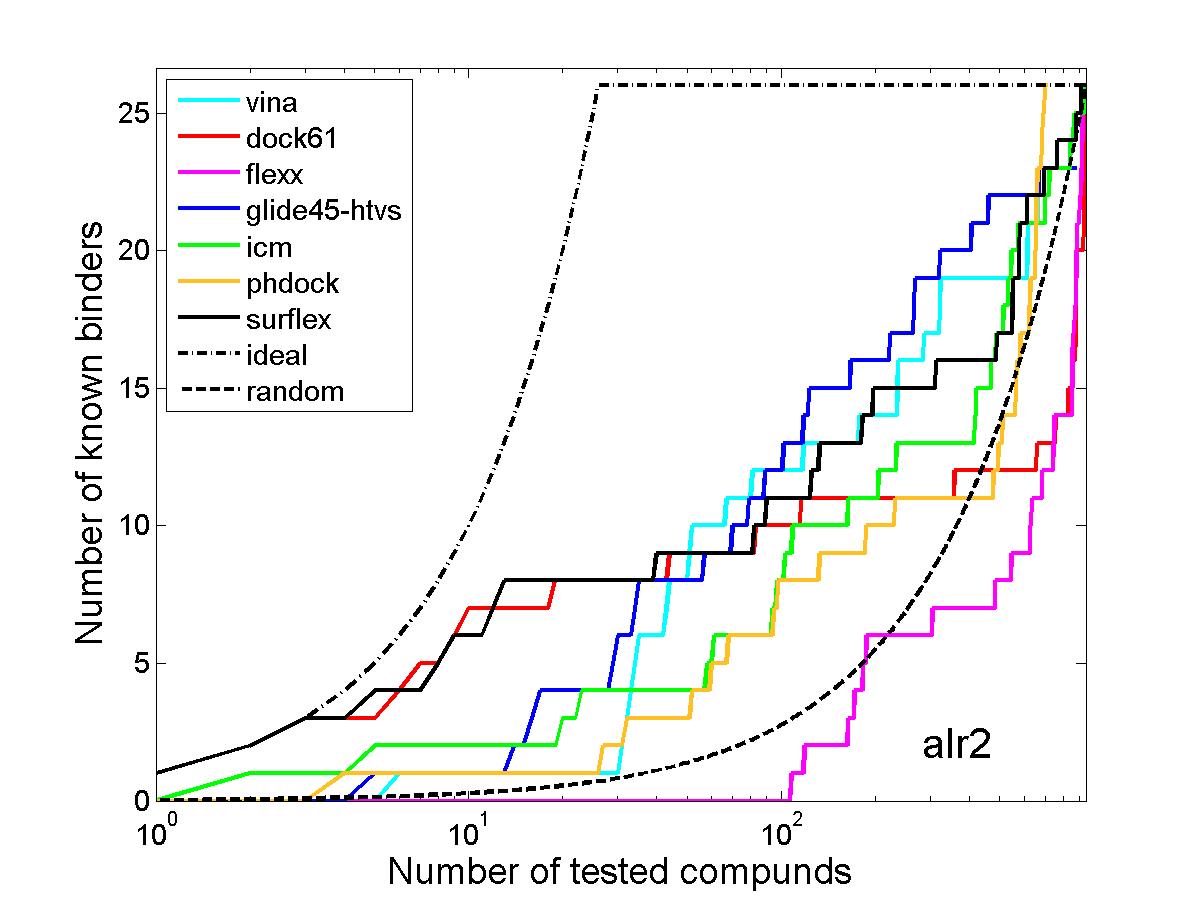 25
20
15
10
5
0
Number of known binders
vina
dock61
flexx
glide45-htvs
icm
phdock
surflex
ideal
random
alr2
10^0
10^1
10^2
Number of tested compunds